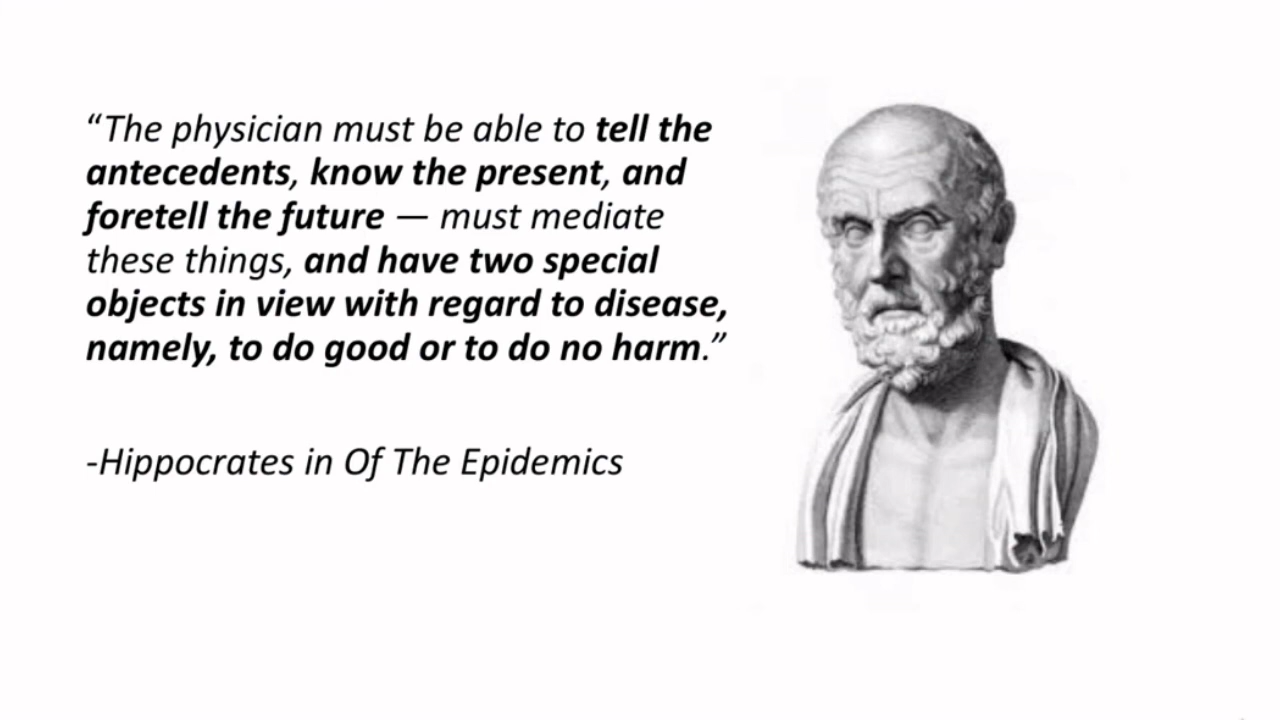 “The physician must be able to tell the
antecedents, know the present, and
foretell the future — must mediate
these things, and have two special
objects in view with regard to disease,
namely, to do good or to do no harm.”
-Hippocrates in Of The Epidemics